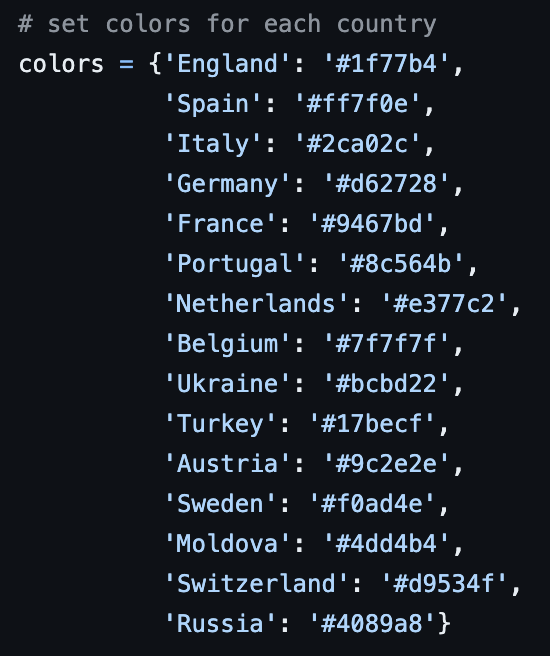 # set colors for each country
colors = {'England': '#1f77b4',
'Spain': '#ff7f0e',
'Italy': '#2ca02c',
'Germany': '#d62728',
'France': '#9467bd',
'Portugal': '#8c564b',
'Netherlands': '#e377c2',
'Belgium': '#7f7f7f',
'Ukraine': '#bcbd22',
'Turkey': '#17becf',
'Austria': '#9c2e2e',
'Sweden': '#f0ad4e',
'Moldova': '#4dd4b4',
'Switzerland': '#d9534f',
'Russia': '#4089a8'}